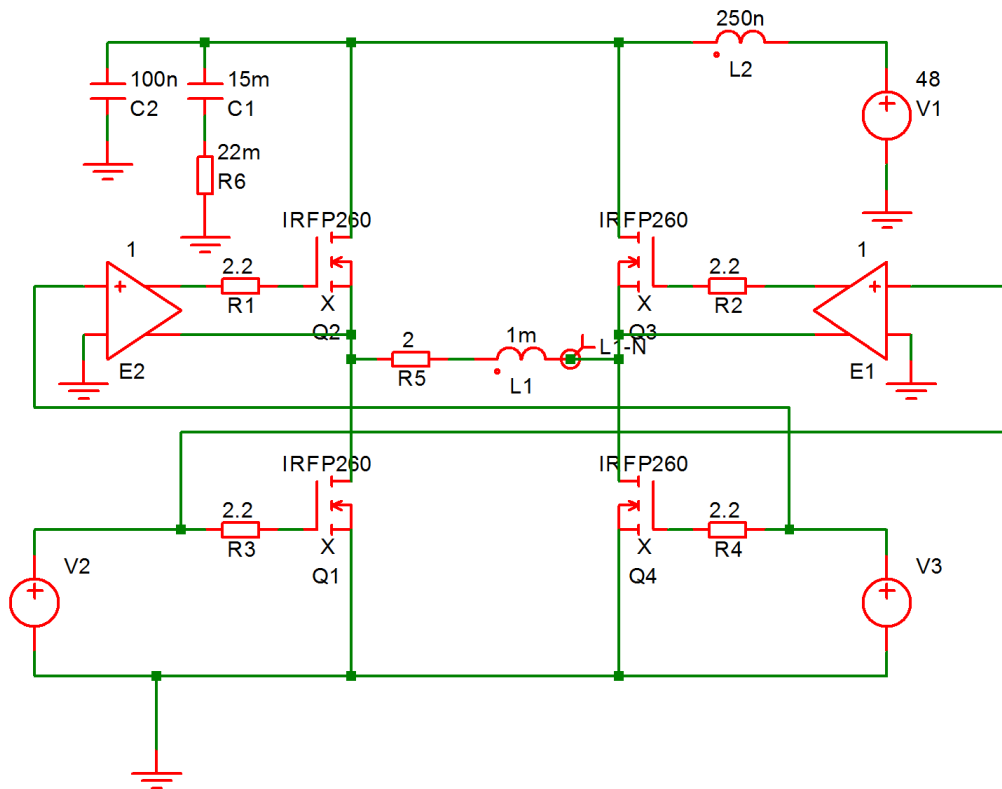 250n
L2
100n
C2
15m
C1
48
V1
22m
R6
IRFP260
IRFP260
1
1
2.2
R1
2.2
R2
X
Q2
X
Q3
2
R5
1m
L1
L1-N
E2
E1
IRFP260
IRFP260
2.2
R3
2.2
R4
V2
V3
X
Q1
X
Q4